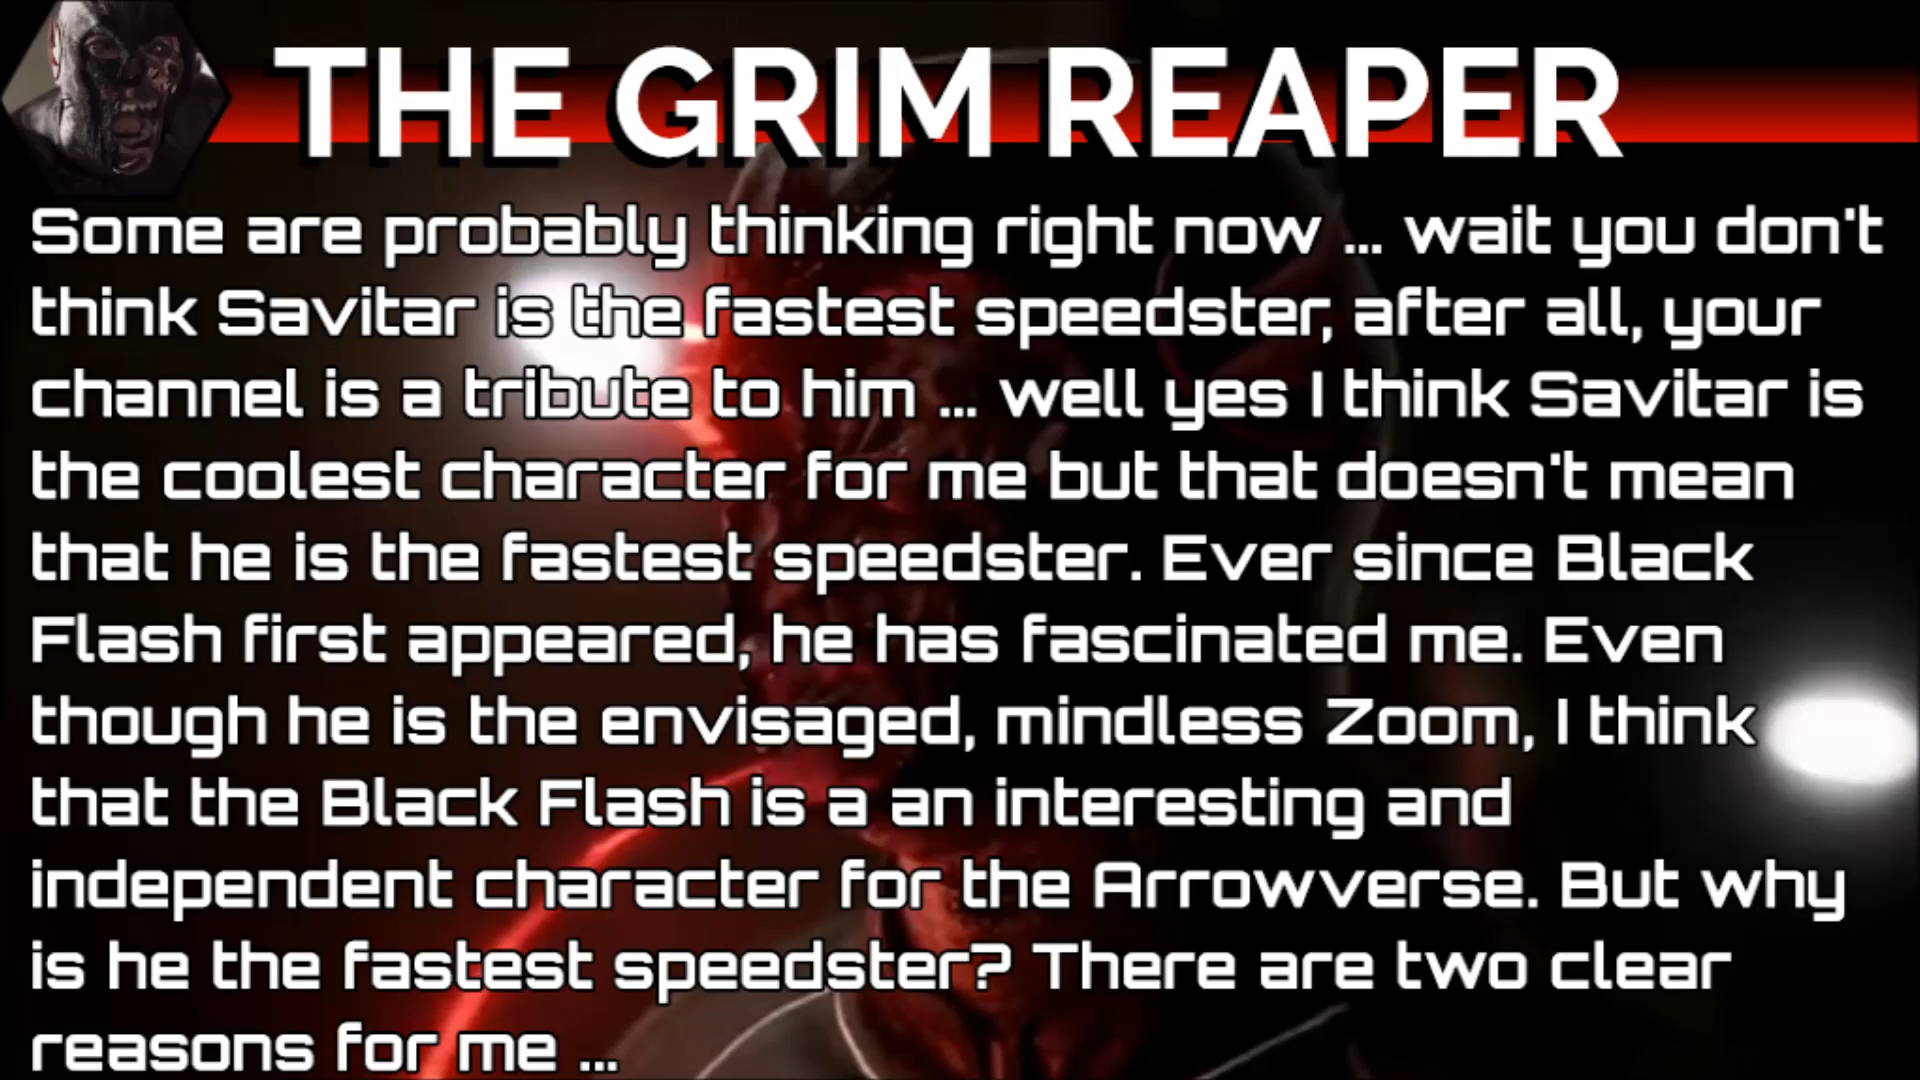 THE GRIM REAPER
Some are probably thinking right now ... wait you don't
think Savitar is the fastest speedster, after all, your
channel is a tribute to him ... well yes I think Savitar is
the coolest character for me but that doesn't mean
that he is the fastest speedster. Ever since Black
Flash first appeared, he has fascinated me. Even
though he is the envisaged, mindless Zoom, I think
that the Black Flash is a an interesting and
independent character for the Arrowverse. But why
is he the fastest speedster? There are two clear
reasons for me ...